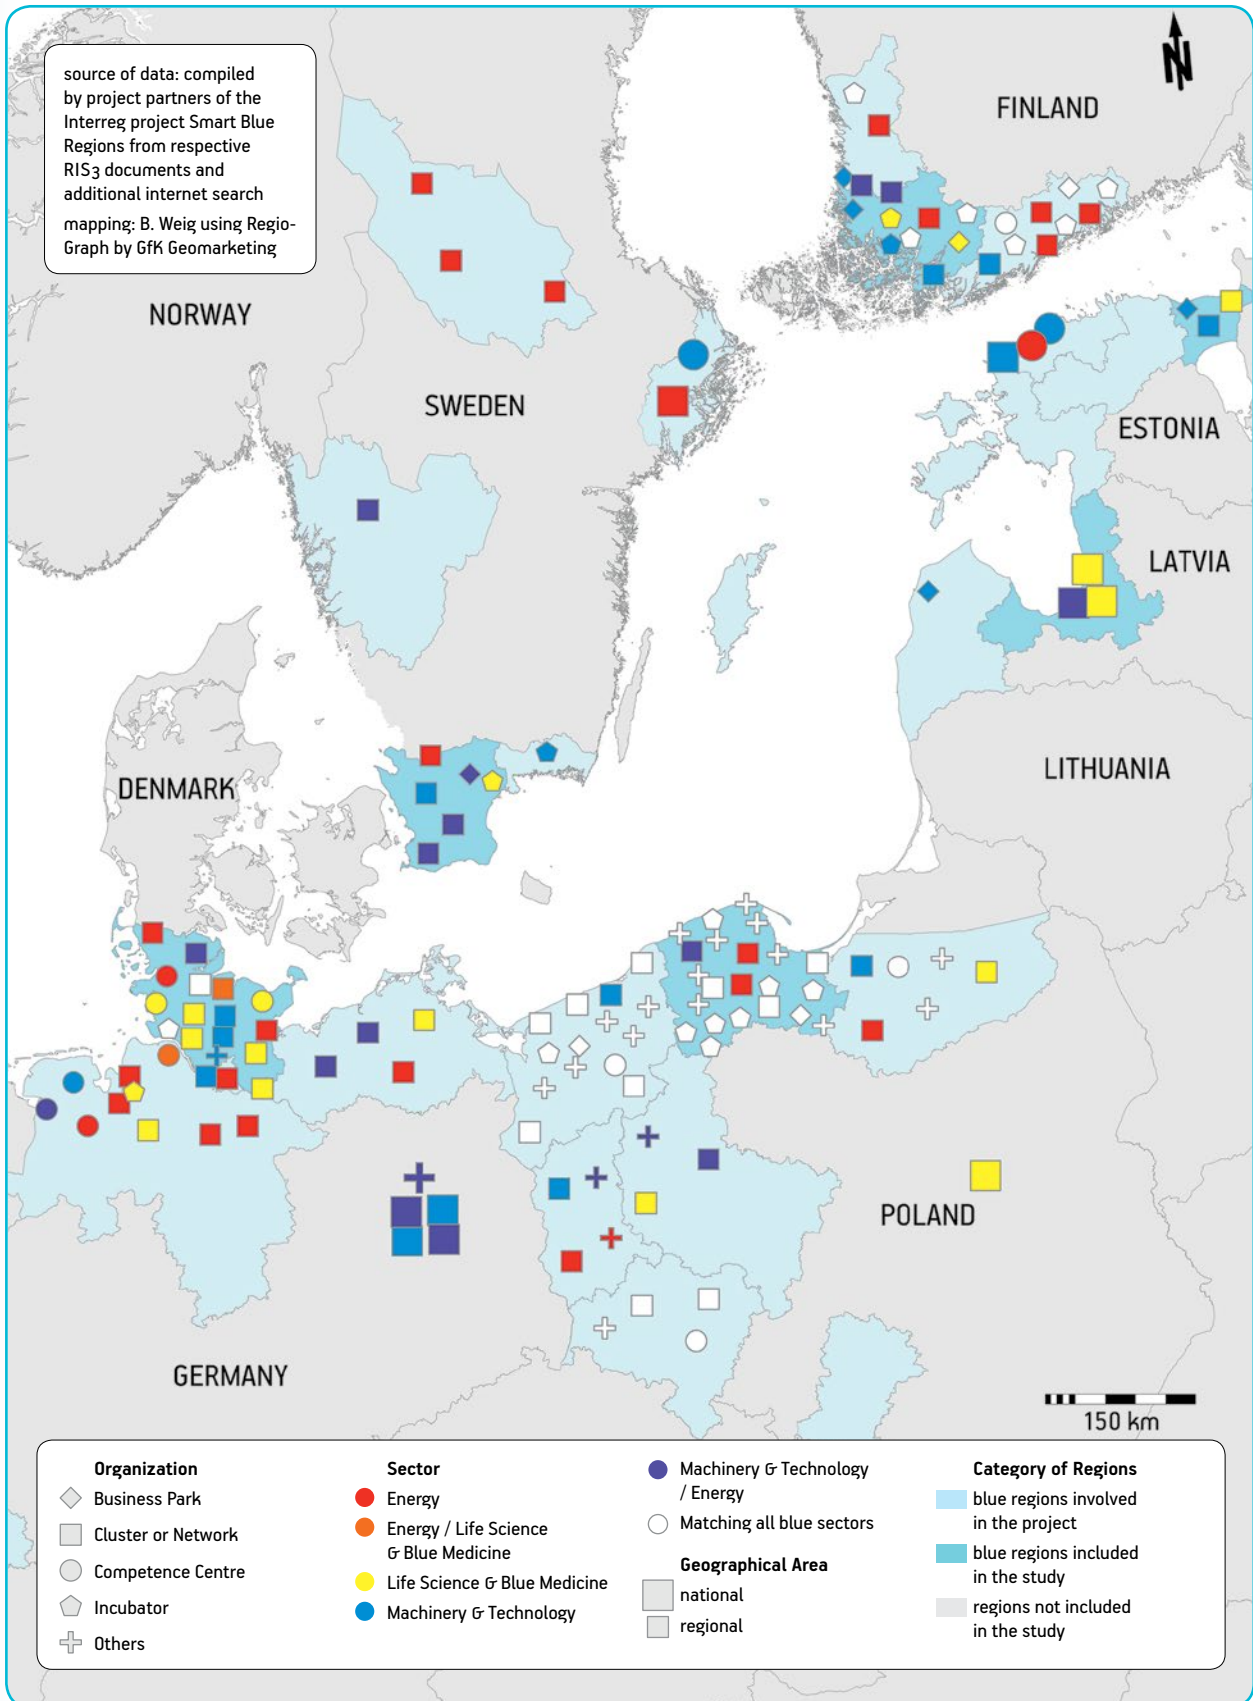 source of data: compiled
by project partners of the
Interreg project Smart Blue
Regions from respective
RIS3 documents and
additional internet search
mapping: B. Weig using Regio-
Graph by GfK Geomarketing
N
FINLAND
NORWAY
SWEDEN
ESTONIA
LATVIA
LITHUANIA
DENMARK
POLAND
GERMANY
150 km
Organization
Business Park
Cluster or Network
Competence Centre
Incubator
Others
Sector
Energy
Energy / Life Science
& Blue Medicine
Life Science & Blue Medicine
Machinery & Technology
Machinery & Technology
/ Energy
Matching all blue sectors
Geographical Area
national
regional
Category of Regions
blue regions involved
in the project
blue regions included
in the study
regions not included
in the study